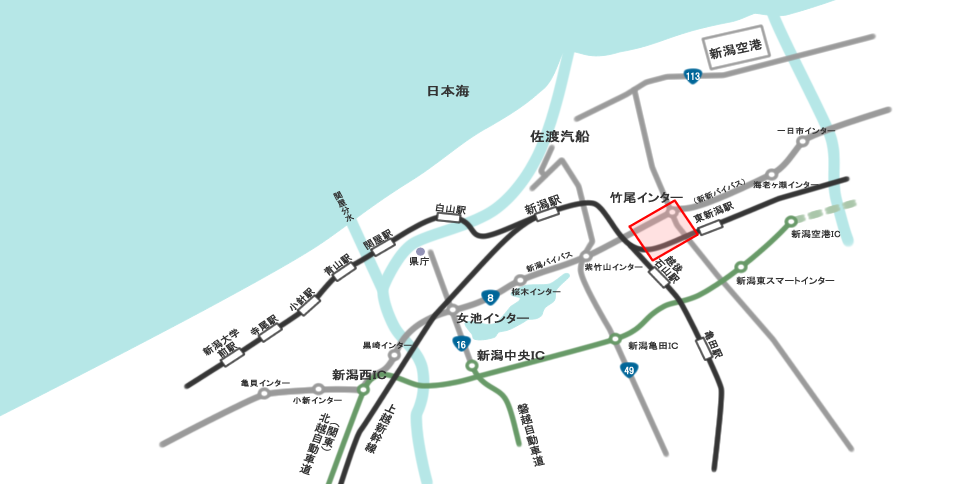 新潟空港
113
日本海
一日市インター
佐渡汽船
海老ヶ瀬インター
(新新バイパス)
竹尾インター
関屋分水
白山駅
新潟駅
東新潟駅
新潟空港IC
関屋駅
県庁
青山駅
新潟バイパス
紫竹山インター
越後
石山駅
新潟東スマートインター
桜木インター
8
小針駅
女池インター
寺尾駅
新潟大学
前駅
16
黒崎インター
新潟中央IC
新潟亀田IC
亀田駅
49
新潟西IC
亀貝インター
小新インター
上越新幹線
磐越自動車道
(関東)
北越自動車道